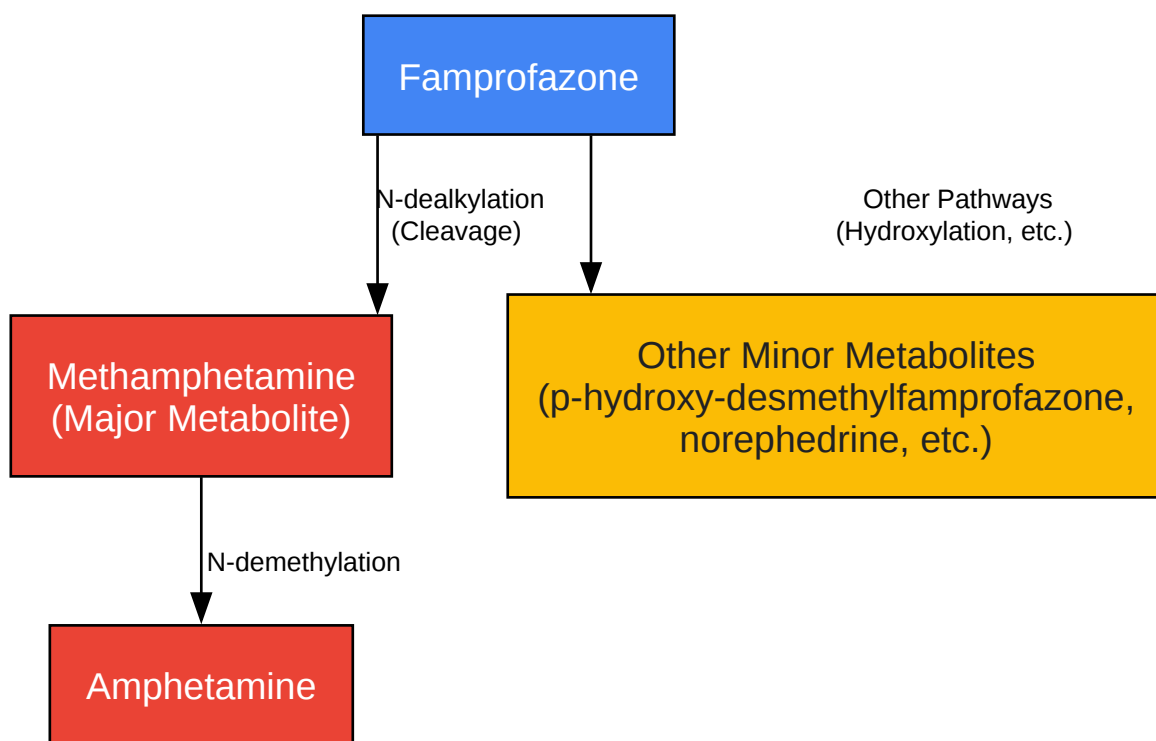 Famprofazone
N-dealkylation
(Cleavage)
Other Pathways
(Hydroxylation, etc.)
Methamphetamine
(Major Metabolite)
Other Minor Metabolites
(p-hydroxy-desmethylfamprofazone,
norephedrine, etc.)
N-demethylation
Amphetamine